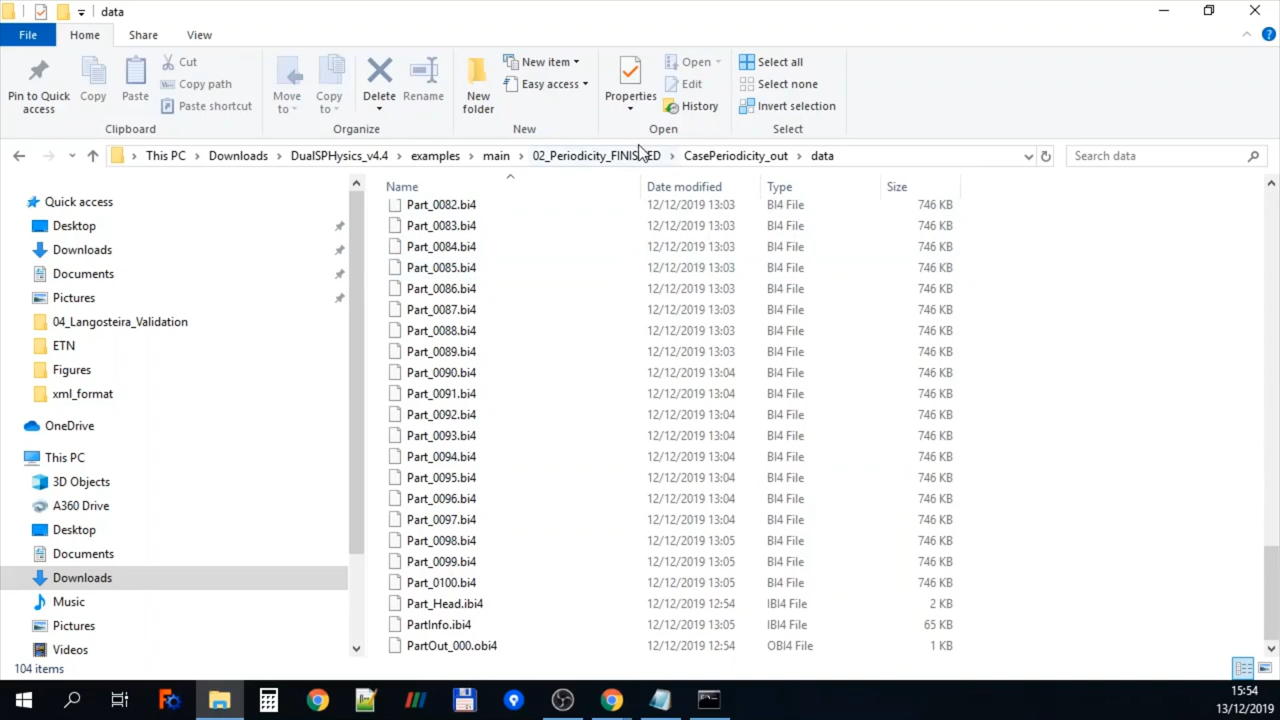 data
File Home Share View
Pin to Quick access
Copy
Paste
Cut
Copy path
Paste shortcut
Clipboard
Move to
Copy to
Delete
Rename
Organize
New folder
New item
Easy access
New
Properties
Open
Edit
History
Open
Select all
Select none
Invert selection
Select
This PC Downloads DualSPHysics_v4.4 examples main 02_Periodicity_FINISHED CasePeriodicity_out data
Search data
Quick access
Desktop
Downloads
Documents
Pictures
04_Langosteira_Validation
ETN
Figures
xml_format
OneDrive
This PC
3D Objects
A360 Drive
Desktop
Documents
Downloads
Music
Pictures
Videos
Name Date modified Type Size
Part_0082.bi4 12/12/2019 13:03 BI4 File 746 KB
Part_0083.bi4 12/12/2019 13:03 BI4 File 746 KB
Part_0084.bi4 12/12/2019 13:03 BI4 File 746 KB
Part_0085.bi4 12/12/2019 13:03 BI4 File 746 KB
Part_0086.bi4 12/12/2019 13:03 BI4 File 746 KB
Part_0087.bi4 12/12/2019 13:03 BI4 File 746 KB
Part_0088.bi4 12/12/2019 13:03 BI4 File 746 KB
Part_0089.bi4 12/12/2019 13:03 BI4 File 746 KB
Part_0090.bi4 12/12/2019 13:04 BI4 File 746 KB
Part_0091.bi4 12/12/2019 13:04 BI4 File 746 KB
Part_0092.bi4 12/12/2019 13:04 BI4 File 746 KB
Part_0093.bi4 12/12/2019 13:04 BI4 File 746 KB
Part_0094.bi4 12/12/2019 13:04 BI4 File 746 KB
Part_0095.bi4 12/12/2019 13:04 BI4 File 746 KB
Part_0096.bi4 12/12/2019 13:04 BI4 File 746 KB
Part_0097.bi4 12/12/2019 13:04 BI4 File 746 KB
Part_0098.bi4 12/12/2019 13:05 BI4 File 746 KB
Part_0099.bi4 12/12/2019 13:05 BI4 File 746 KB
Part_0100.bi4 12/12/2019 13:05 BI4 File 746 KB
Part_Head.ibi4 12/12/2019 12:54 IBI4 File 2 KB
PartInfo.ibi4 12/12/2019 13:05 IBI4 File 65 KB
PartOut_000.obi4 12/12/2019 12:54 OBI4 File 1 KB
104 items
15:54
13/12/2019